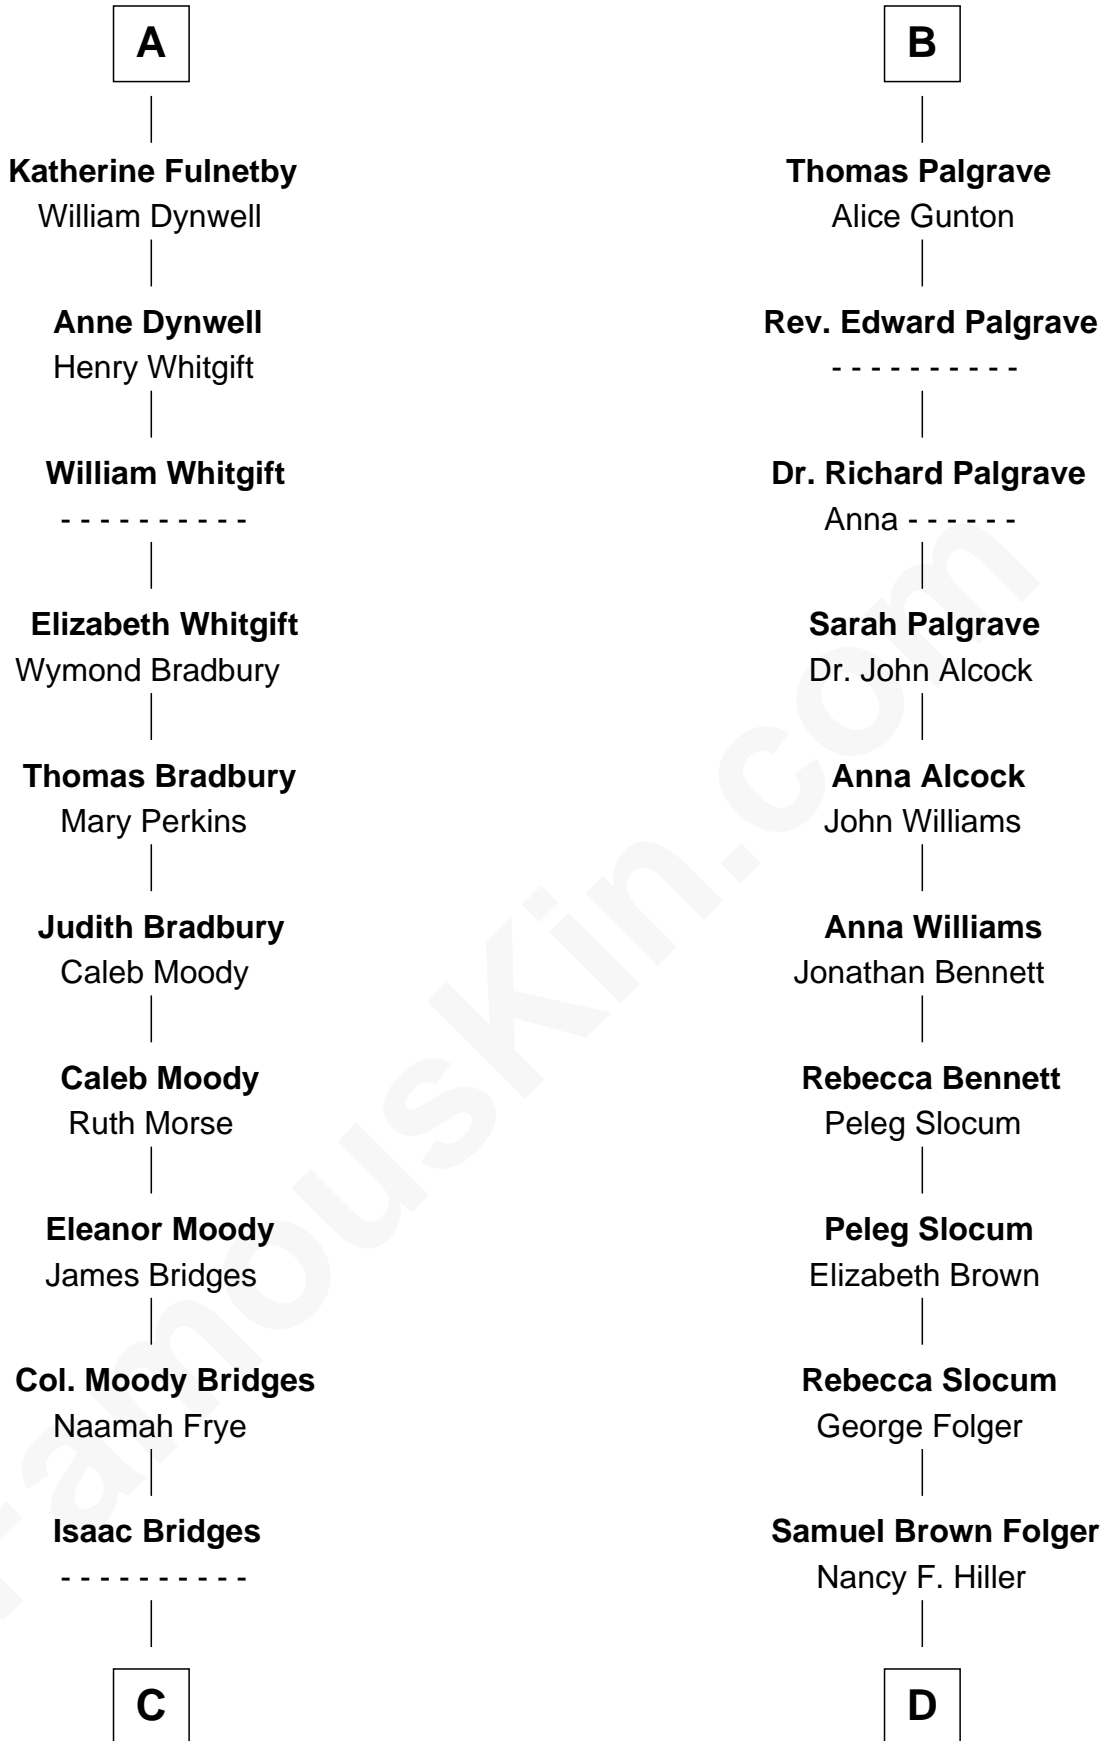 A
Katherine Fulnetby
William Dynwell
Anne Dynwell
Henry Whitgift
William Whitgift
- - - - - - - - - -
Elizabeth Whitgift
Wymond Bradbury
Thomas Bradbury
Mary Perkins
Judith Bradbury
Caleb Moody
Caleb Moody
Ruth Morse
Eleanor Moody
James Bridges
Col. Moody Bridges
Naamah Frye
Isaac Bridges
- - - - - - - - - -
C
B
Thomas Palgrave
Alice Gunton
Rev. Edward Palgrave
- - - - - - - - - -
Dr. Richard Palgrave
Anna - - - - - -
Sarah Palgrave
Dr. John Alcock
Anna Alcock
John Williams
Anna Williams
Jonathan Bennett
Rebecca Bennett
Peleg Slocum
Peleg Slocum
Elizabeth Brown
Rebecca Slocum
George Folger
Samuel Brown Folger
Nancy F. Hiller
D
FamousKin.com